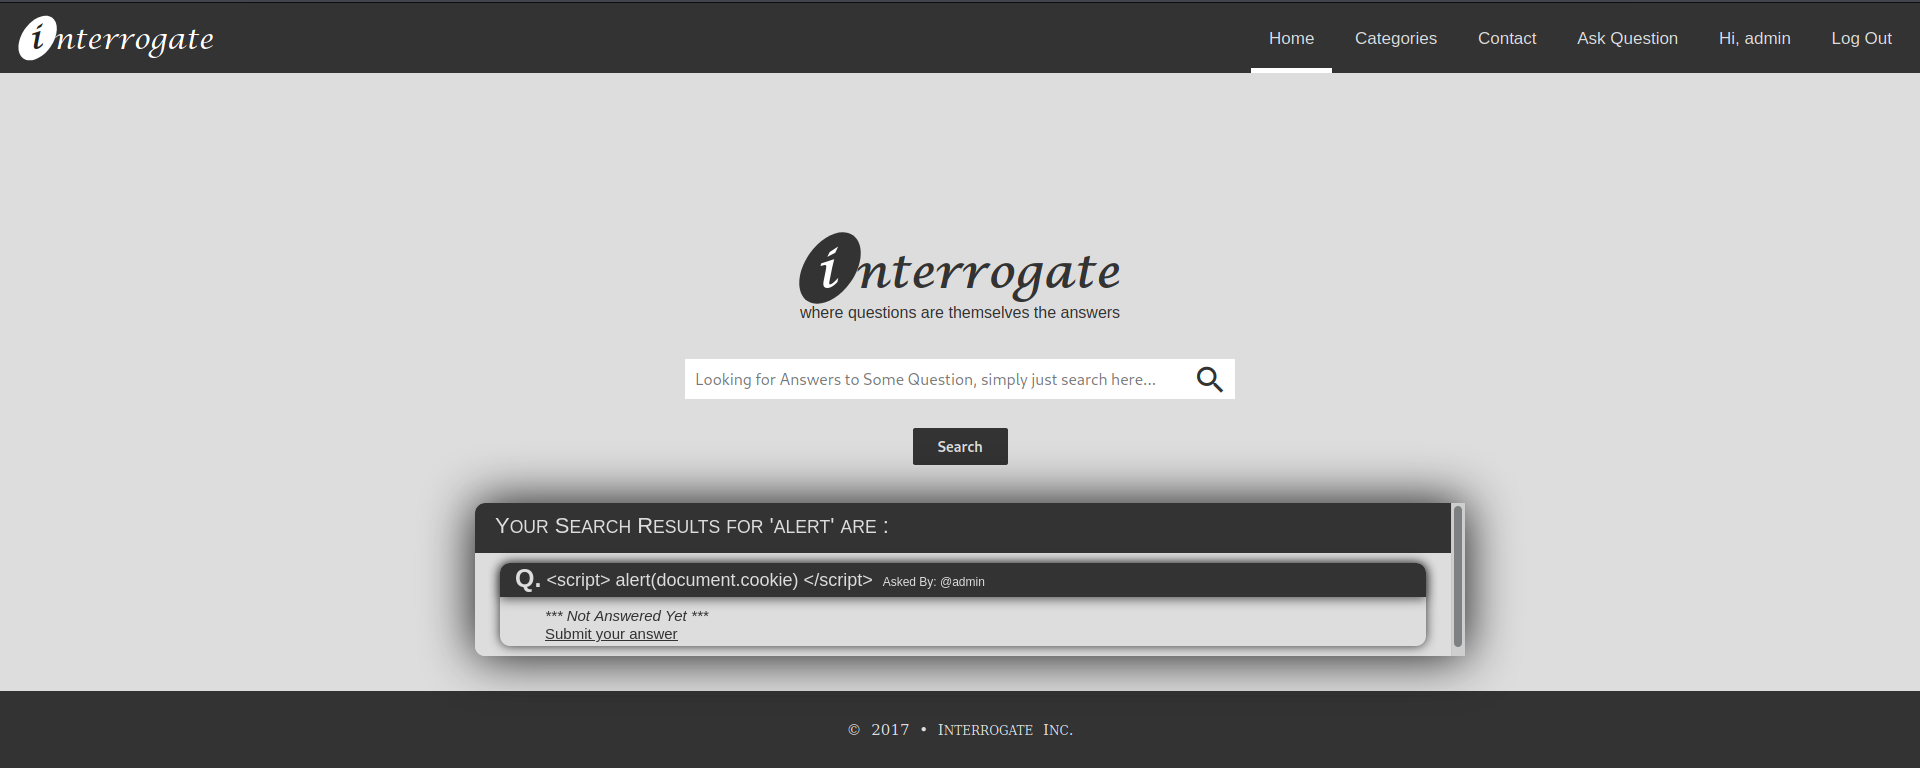 interrogate Home Categories Contact Ask Question Hi, admin Log Out
interrogate
where questions are themselves the answers
Looking for Answers to Some Question, simply just search here...
Search
Your Search Results for 'alert' are :
Q. <script> alert(document.cookie) </script> Asked By: @admin
*** Not Answered Yet ***
Submit your answer
© 2017 • Interrogate Inc.